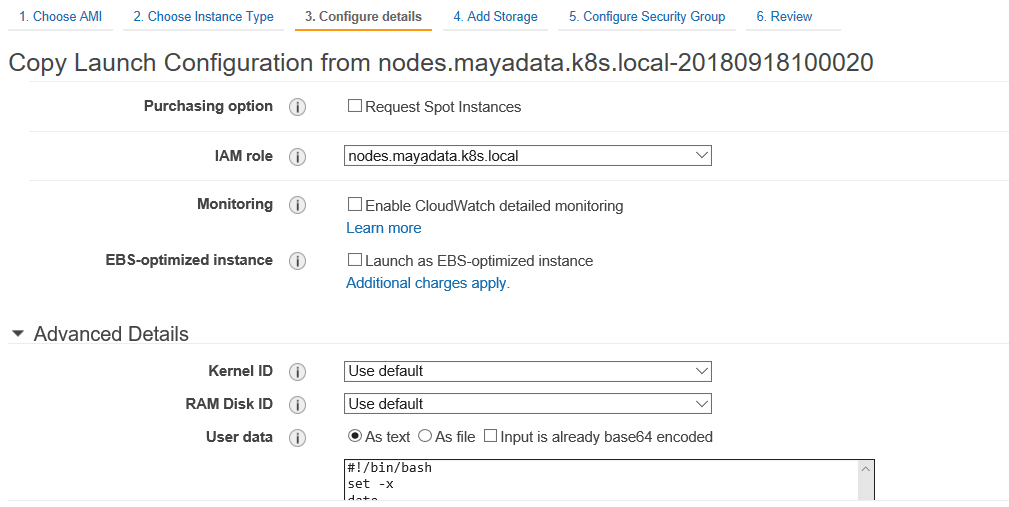 1. Choose AMI 2. Choose Instance Type 3. Configure details 4. Add Storage 5. Configure Security Group 6. Review
Copy Launch Configuration from nodes.mayadata.k8s.local-20180918100020
Purchasing option i Request Spot Instances
IAM role i nodes.mayadata.k8s.local
Monitoring i Enable CloudWatch detailed monitoring
Learn more
EBS-optimized instance i Launch as EBS-optimized instance
Additional charges apply.
Advanced Details
Kernel ID i Use default
RAM Disk ID i Use default
User data i As text As file Input is already base64 encoded
#!/bin/bash
set -x